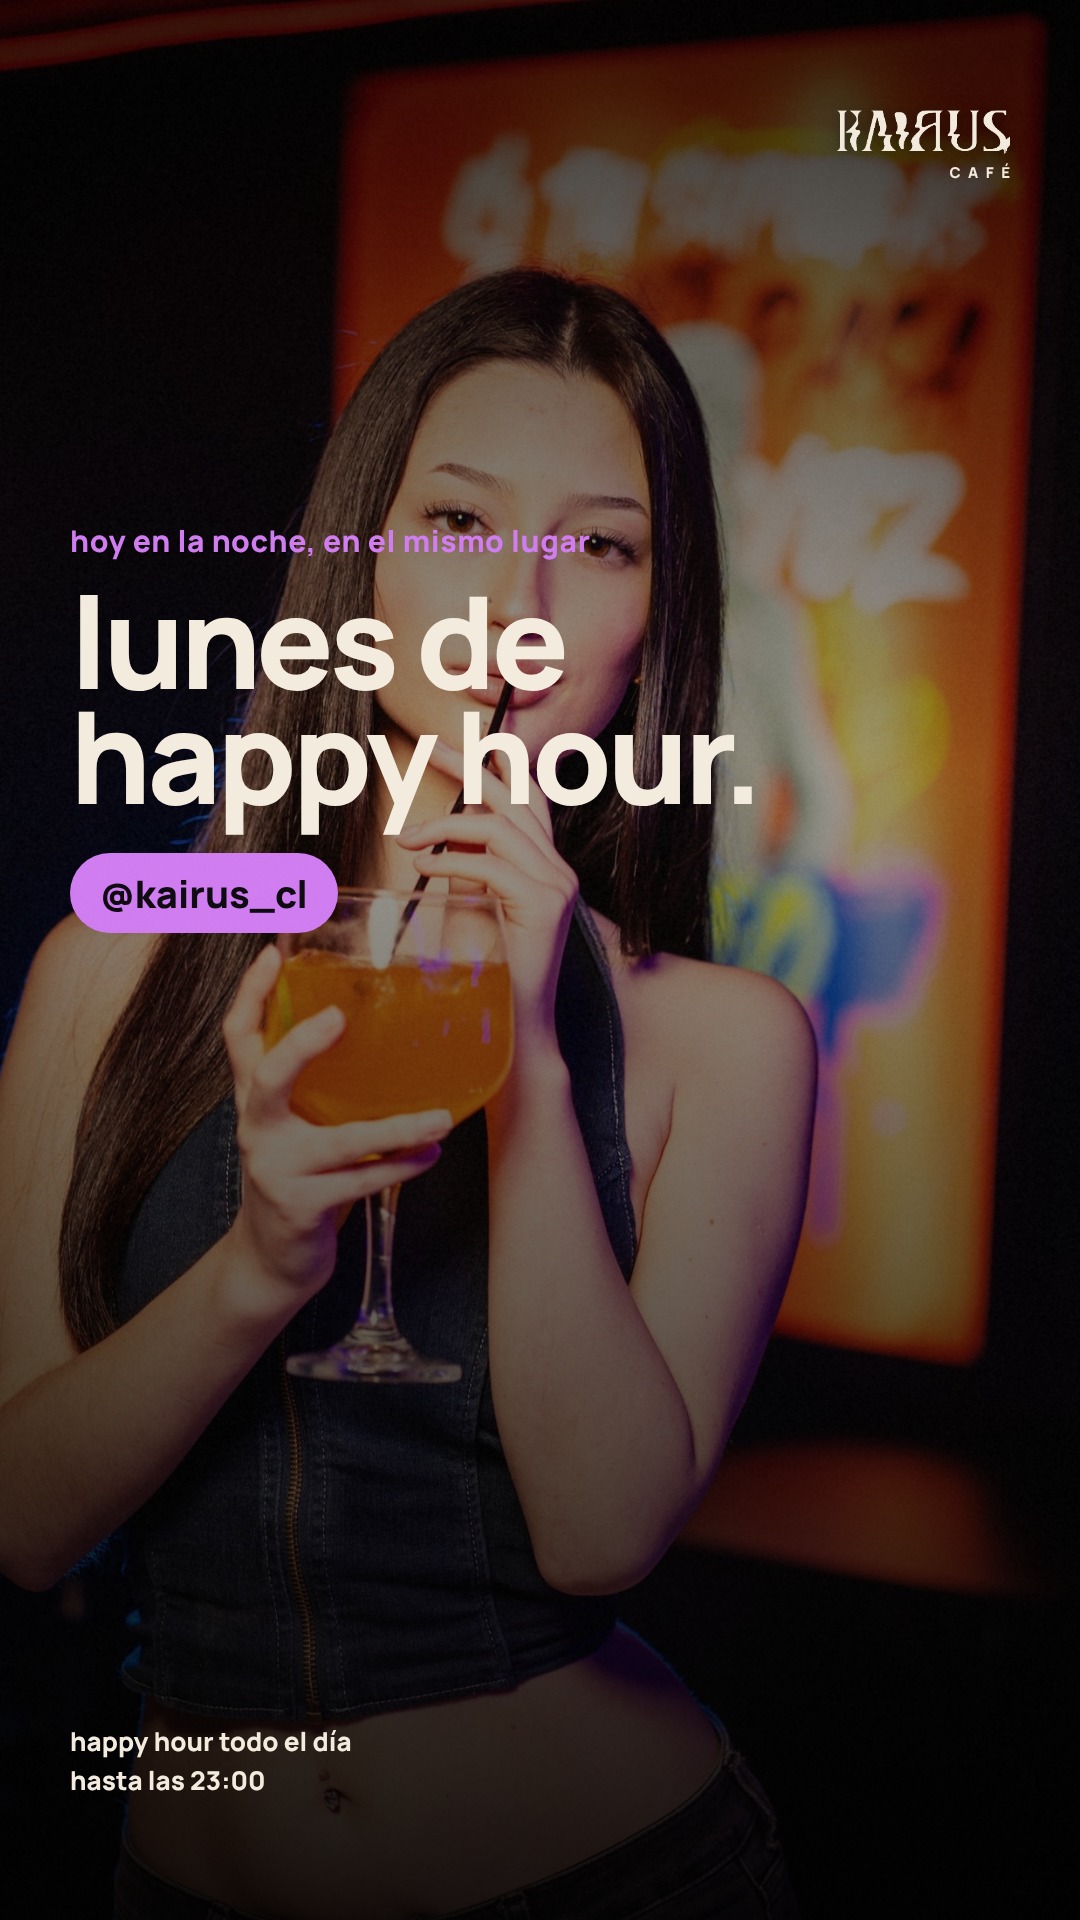 KAIRUS
CAFÉ
hoy en la noche, en el mismo lugar
lunes de
happy hour.
@kairus_cl
happy hour todo el día
hasta las 23:00